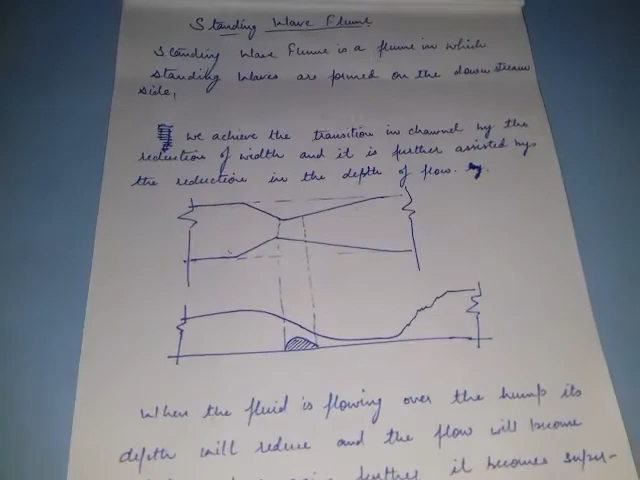 Standing Wave Flume
Standing Wave Flume is a flume in which
standing waves are formed on the downstream
side.
We achieve the transition in channel by the
reduction of width and it is further assisted by
the reduction in the depth of flow.
When the fluid is flowing over the hump its
depth will reduce and the flow will become
further it becomes super-